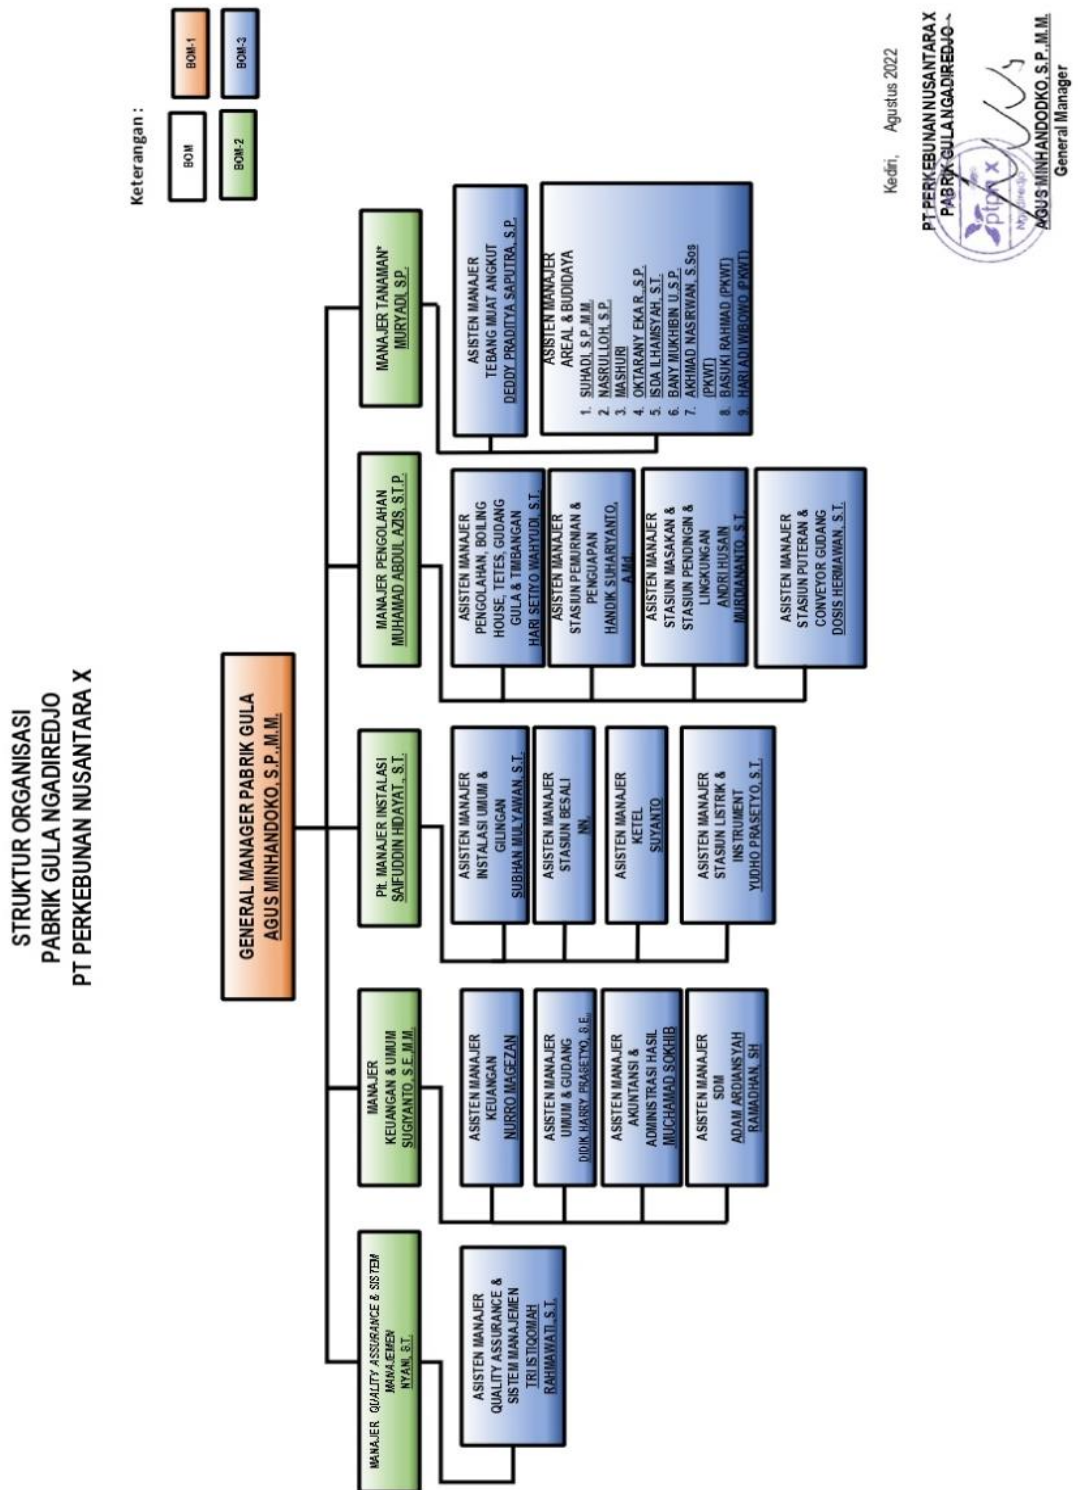 STRUKTUR ORGANISASI
PABRIK GULA NGADIREDJO
PT PERKEBUNAN NUSANTARA X
Keterangan :
BOM
BOM-1
BOM-2
BOM-3
GENERAL MANAGER PABRIK GULA
AGUS MINHANDOKO, S.P.,M.M.
MANAJER QUALITY ASSURANCE & SISTEM
MANAJEMEN
NYANI, S.T.
ASISTEN MANAJER
QUALITY ASSURANCE &
SISTEM MANAJEMEN
TRI ISTIQOMAH
RAHMAWATI, S.T.
MANAJER
KEUANGAN & UMUM
SUGIYANTO, S.E.,M.M.
ASISTEN MANAJER
KEUANGAN
NURRO MAGEZAN
ASISTEN MANAJER
UMUM & GUDANG
DIDIK HARRY PRASETYO, S.E.
ASISTEN MANAJER
AKUNTANSI &
ADMINISTRASI HASIL
MUCHAMAD SOKHIB
ASISTEN MANAJER
SDM
ADAM ARDIANSYAH
RAMADHAN, SH
Plt. MANAJER INSTALASI
SAIFUDDIN HIDAYAT, S.T.
ASISTEN MANAJER
INSTALASI UMUM &
GILINGAN
SUBHAN MULYAWAN, S.T.
ASISTEN MANAJER
STASIUN BESALI
NN.
ASISTEN MANAJER
KETEL
SUYANTO
ASISTEN MANAJER
STASIUN LISTRIK &
INSTRUMENT
YUDHO PRASETYO, S.T.
MANAJER PENGOLAHAN
MUHAMAD ABDUL AZIS, S.T.P.
ASISTEN MANAJER
PENGOLAHAN, BOILING
HOUSE, TETES, GUDANG
GULA & TIMBANGAN
HARI SETIYO WAHYUDI, S.T.
ASISTEN MANAJER
STASIUN PEMURNIAN &
PENGUAPAN
HANDIK SUHARIYANTO,
A.Md.
ASISTEN MANAJER
STASIUN MASAKAN &
STASIUN PENDINGIN &
LINGKUNGAN
ANDRI HUSAIN
MURDIANANTO, S.T.
ASISTEN MANAJER
STASIUN PUTERAN &
CONVEYOR GUDANG
DOSIS HERMAWAN, S.T.
MANAJER TANAMAN*
MURYADI, S.P.
ASISTEN MANAJER
TEBANG MUAT ANGKUT
DEDDY PRADITYA SAPUTRA, S.P.
ASISTEN MANAJER
AREAL & BUDIDAYA
1. SUHADI, S.P.,M.M.
2. NASRULLOH, S.P.
3. MASHURI
4. OKTARANY EKA R., S.P.
5. ISDA ILHAMSYAH, S.T.
6. BANY MUKHIBIN U.S.P.
7. AKHMAD NASIRWAN, S.Sos
(PKWT)
8. BASUKI RAHMAD (PKWT)
9. HARI ADI WIBOWO (PKWT)
Kediri, Agustus 2022
PT PERKEBUNAN NUSANTARA X
PABRIK GULA NGADIREDJO
ptpn X
Ngadiredjo
AGUS MINHANDODKO, S.P.,M.M.
General Manager